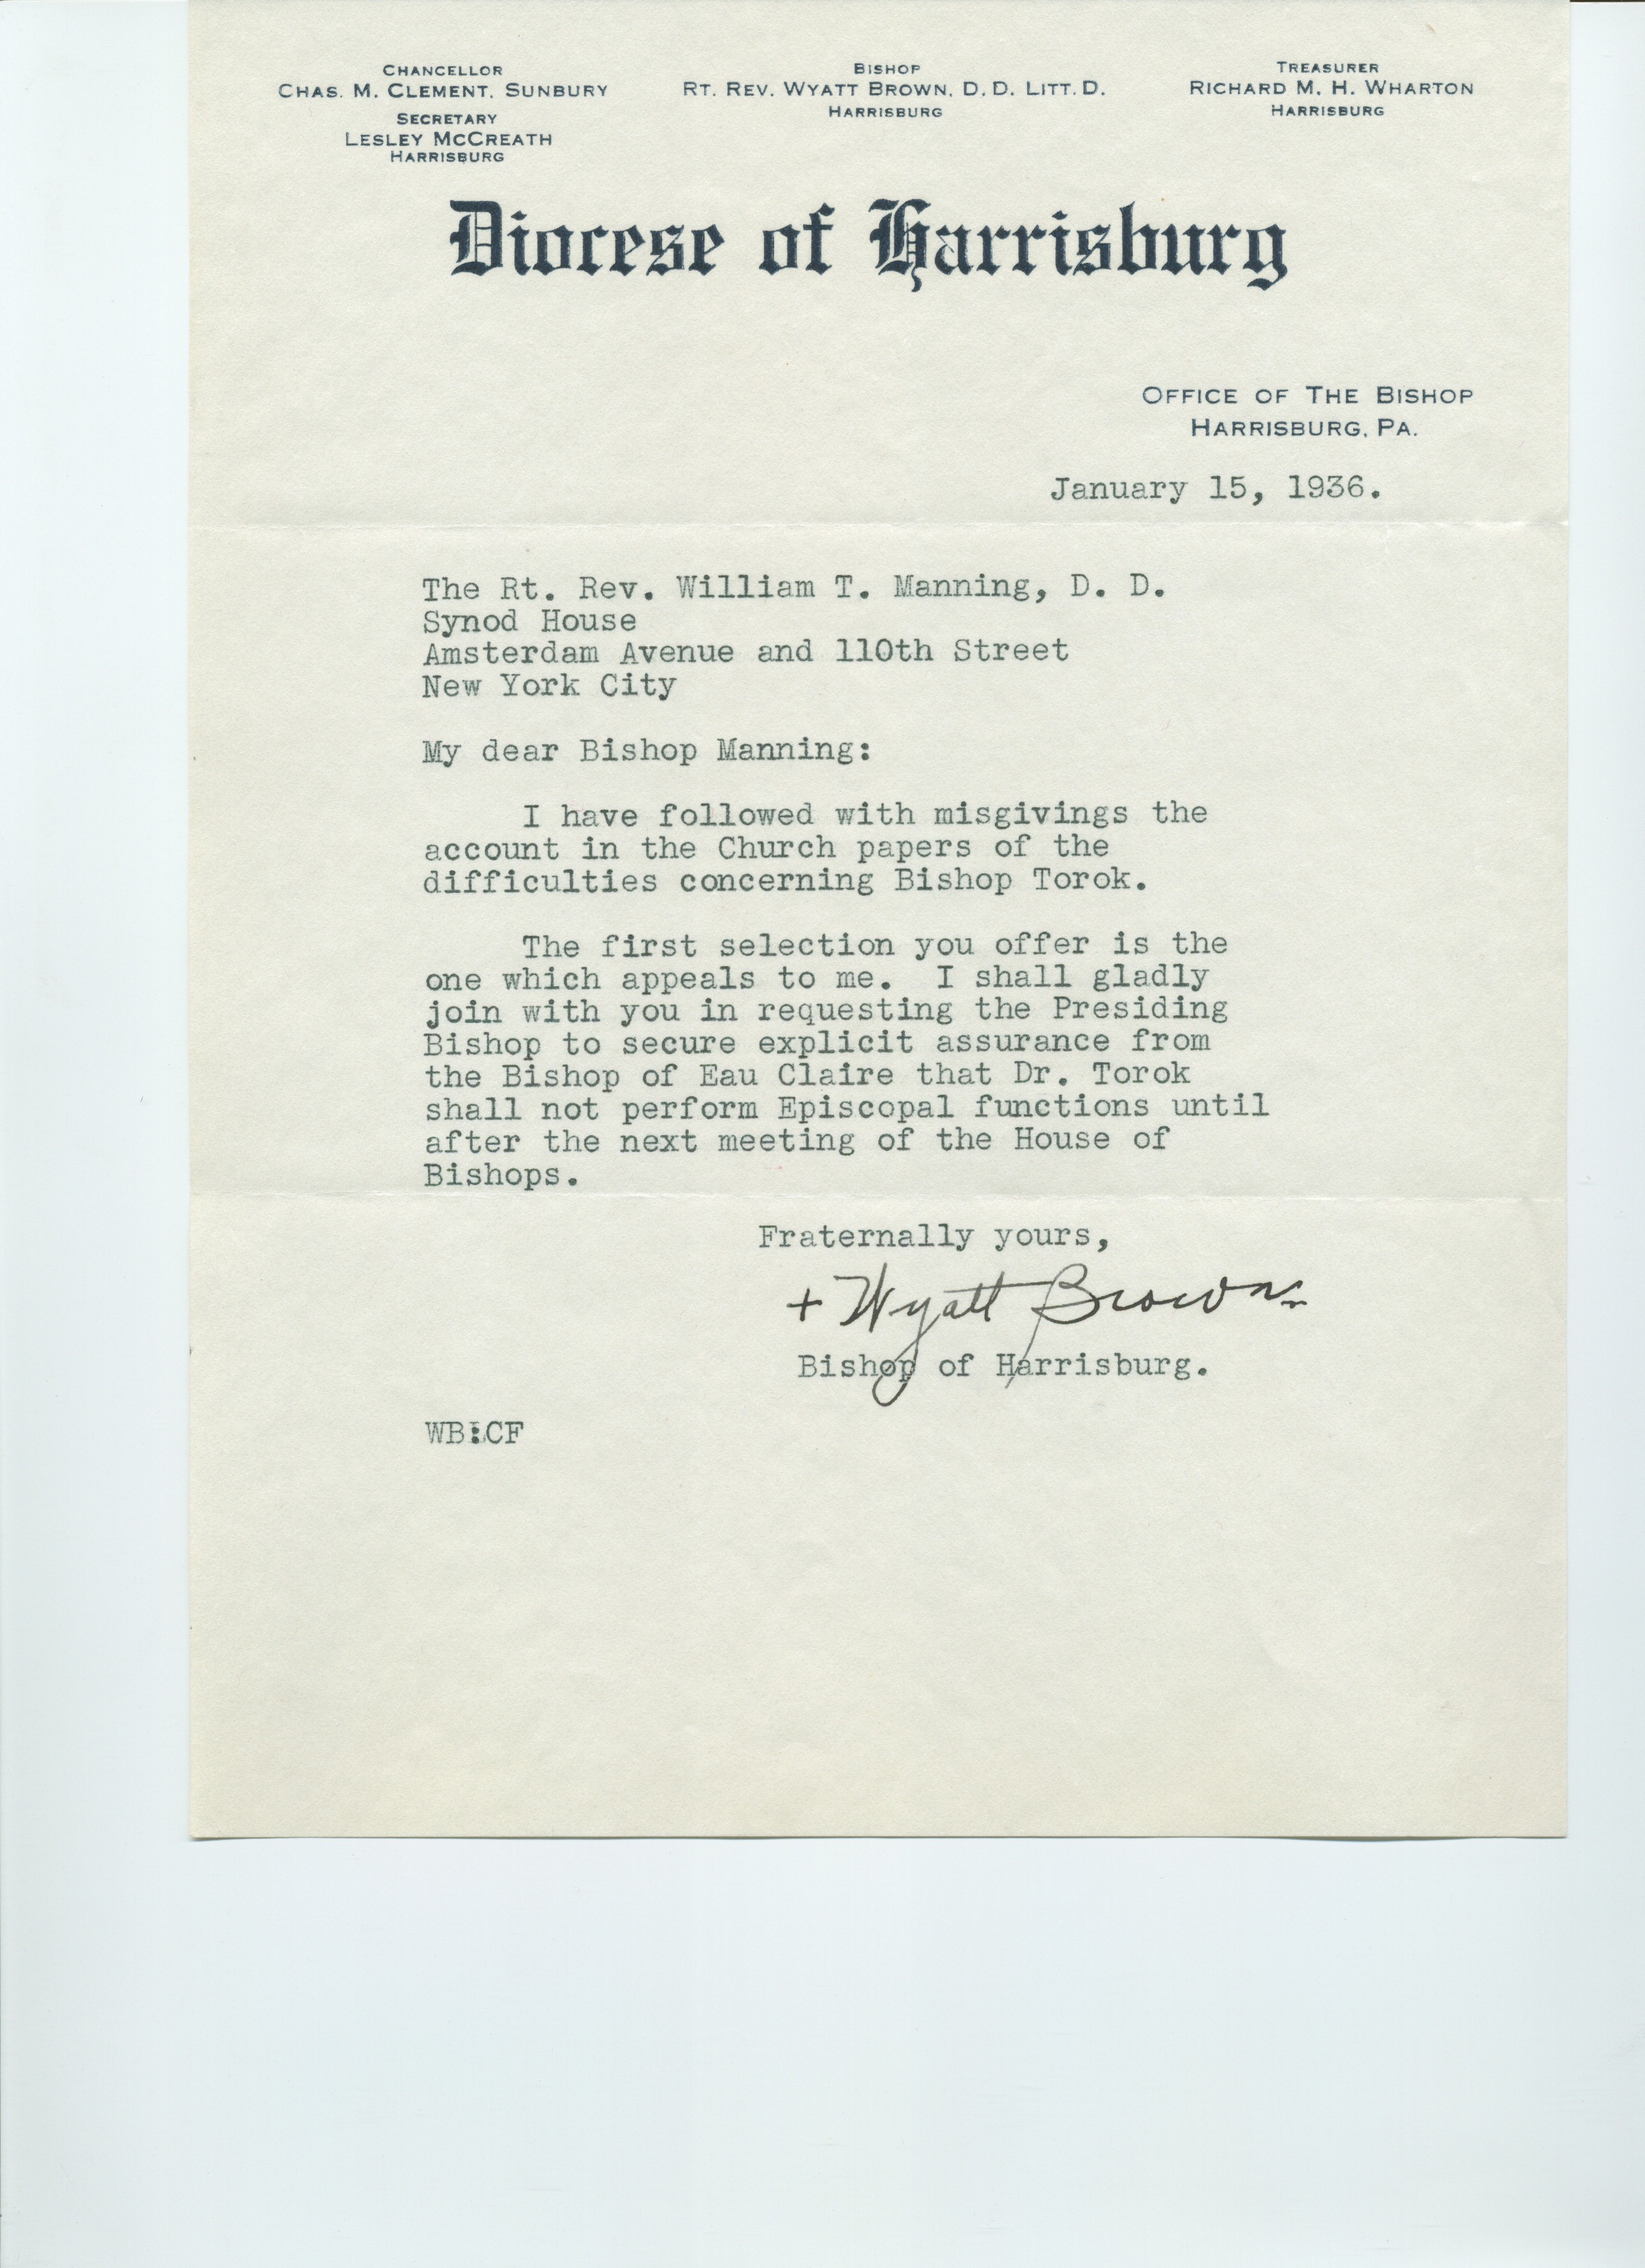 CHANCELLOR
CHAS. M. CLEMENT, SUNBURY
SECRETARY
LESLEY MCCREATH
HARRISBURG
BISHOP
RT. REV. WYATT BROWN, D. D. LITT. D.
HARRISBURG
TREASURER
RICHARD M. H. WHARTON
HARRISBURG
Diocese of Harrisburg
OFFICE OF THE BISHOP
HARRISBURG, PA.
January 15, 1936.
The Rt. Rev. William T. Manning, D. D.
Synod House
Amsterdam Avenue and 110th Street
New York City
My dear Bishop Manning:
I have followed with misgivings the
account in the Church papers of the
difficulties concerning Bishop Torok.
The first selection you offer is the
one which appeals to me. I shall gladly
join with you in requesting the Presiding
Bishop to secure explicit assurance from
the Bishop of Eau Claire that Dr. Torok
shall not perform Episcopal functions until
after the next meeting of the House of
Bishops.
Fraternally yours,
+ Wyatt Brown
Bishop of Harrisburg.
WB:CF